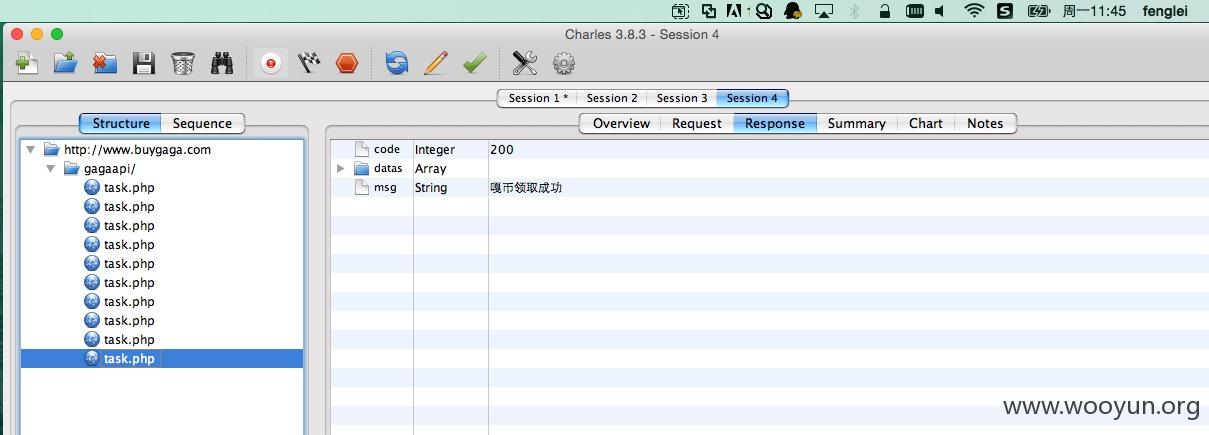 周一11:45 fenglei
Charles 3.8.3 - Session 4
Session 1 * Session 2 Session 3 Session 4
Structure Sequence
Overview Request Response Summary Chart Notes
http://www.buygaga.com
gagaapi/
task.php
task.php
task.php
task.php
task.php
task.php
task.php
task.php
task.php
task.php
code Integer 200
datas Array
msg String 嘎币领取成功
www.wooyun.org